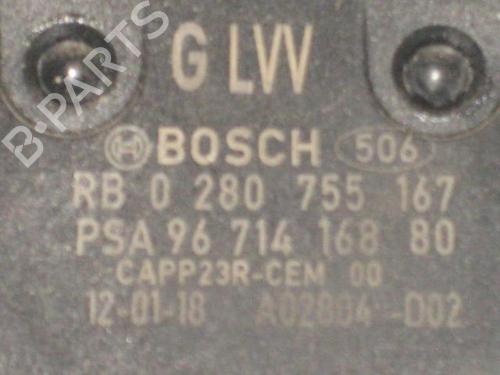 B-PARTS
G LVV
BOSCH 506
RB 0 280 755 167
PSA 96 714 168 80
CAPP23R-CEM 00
12-01-18 A02804-D02